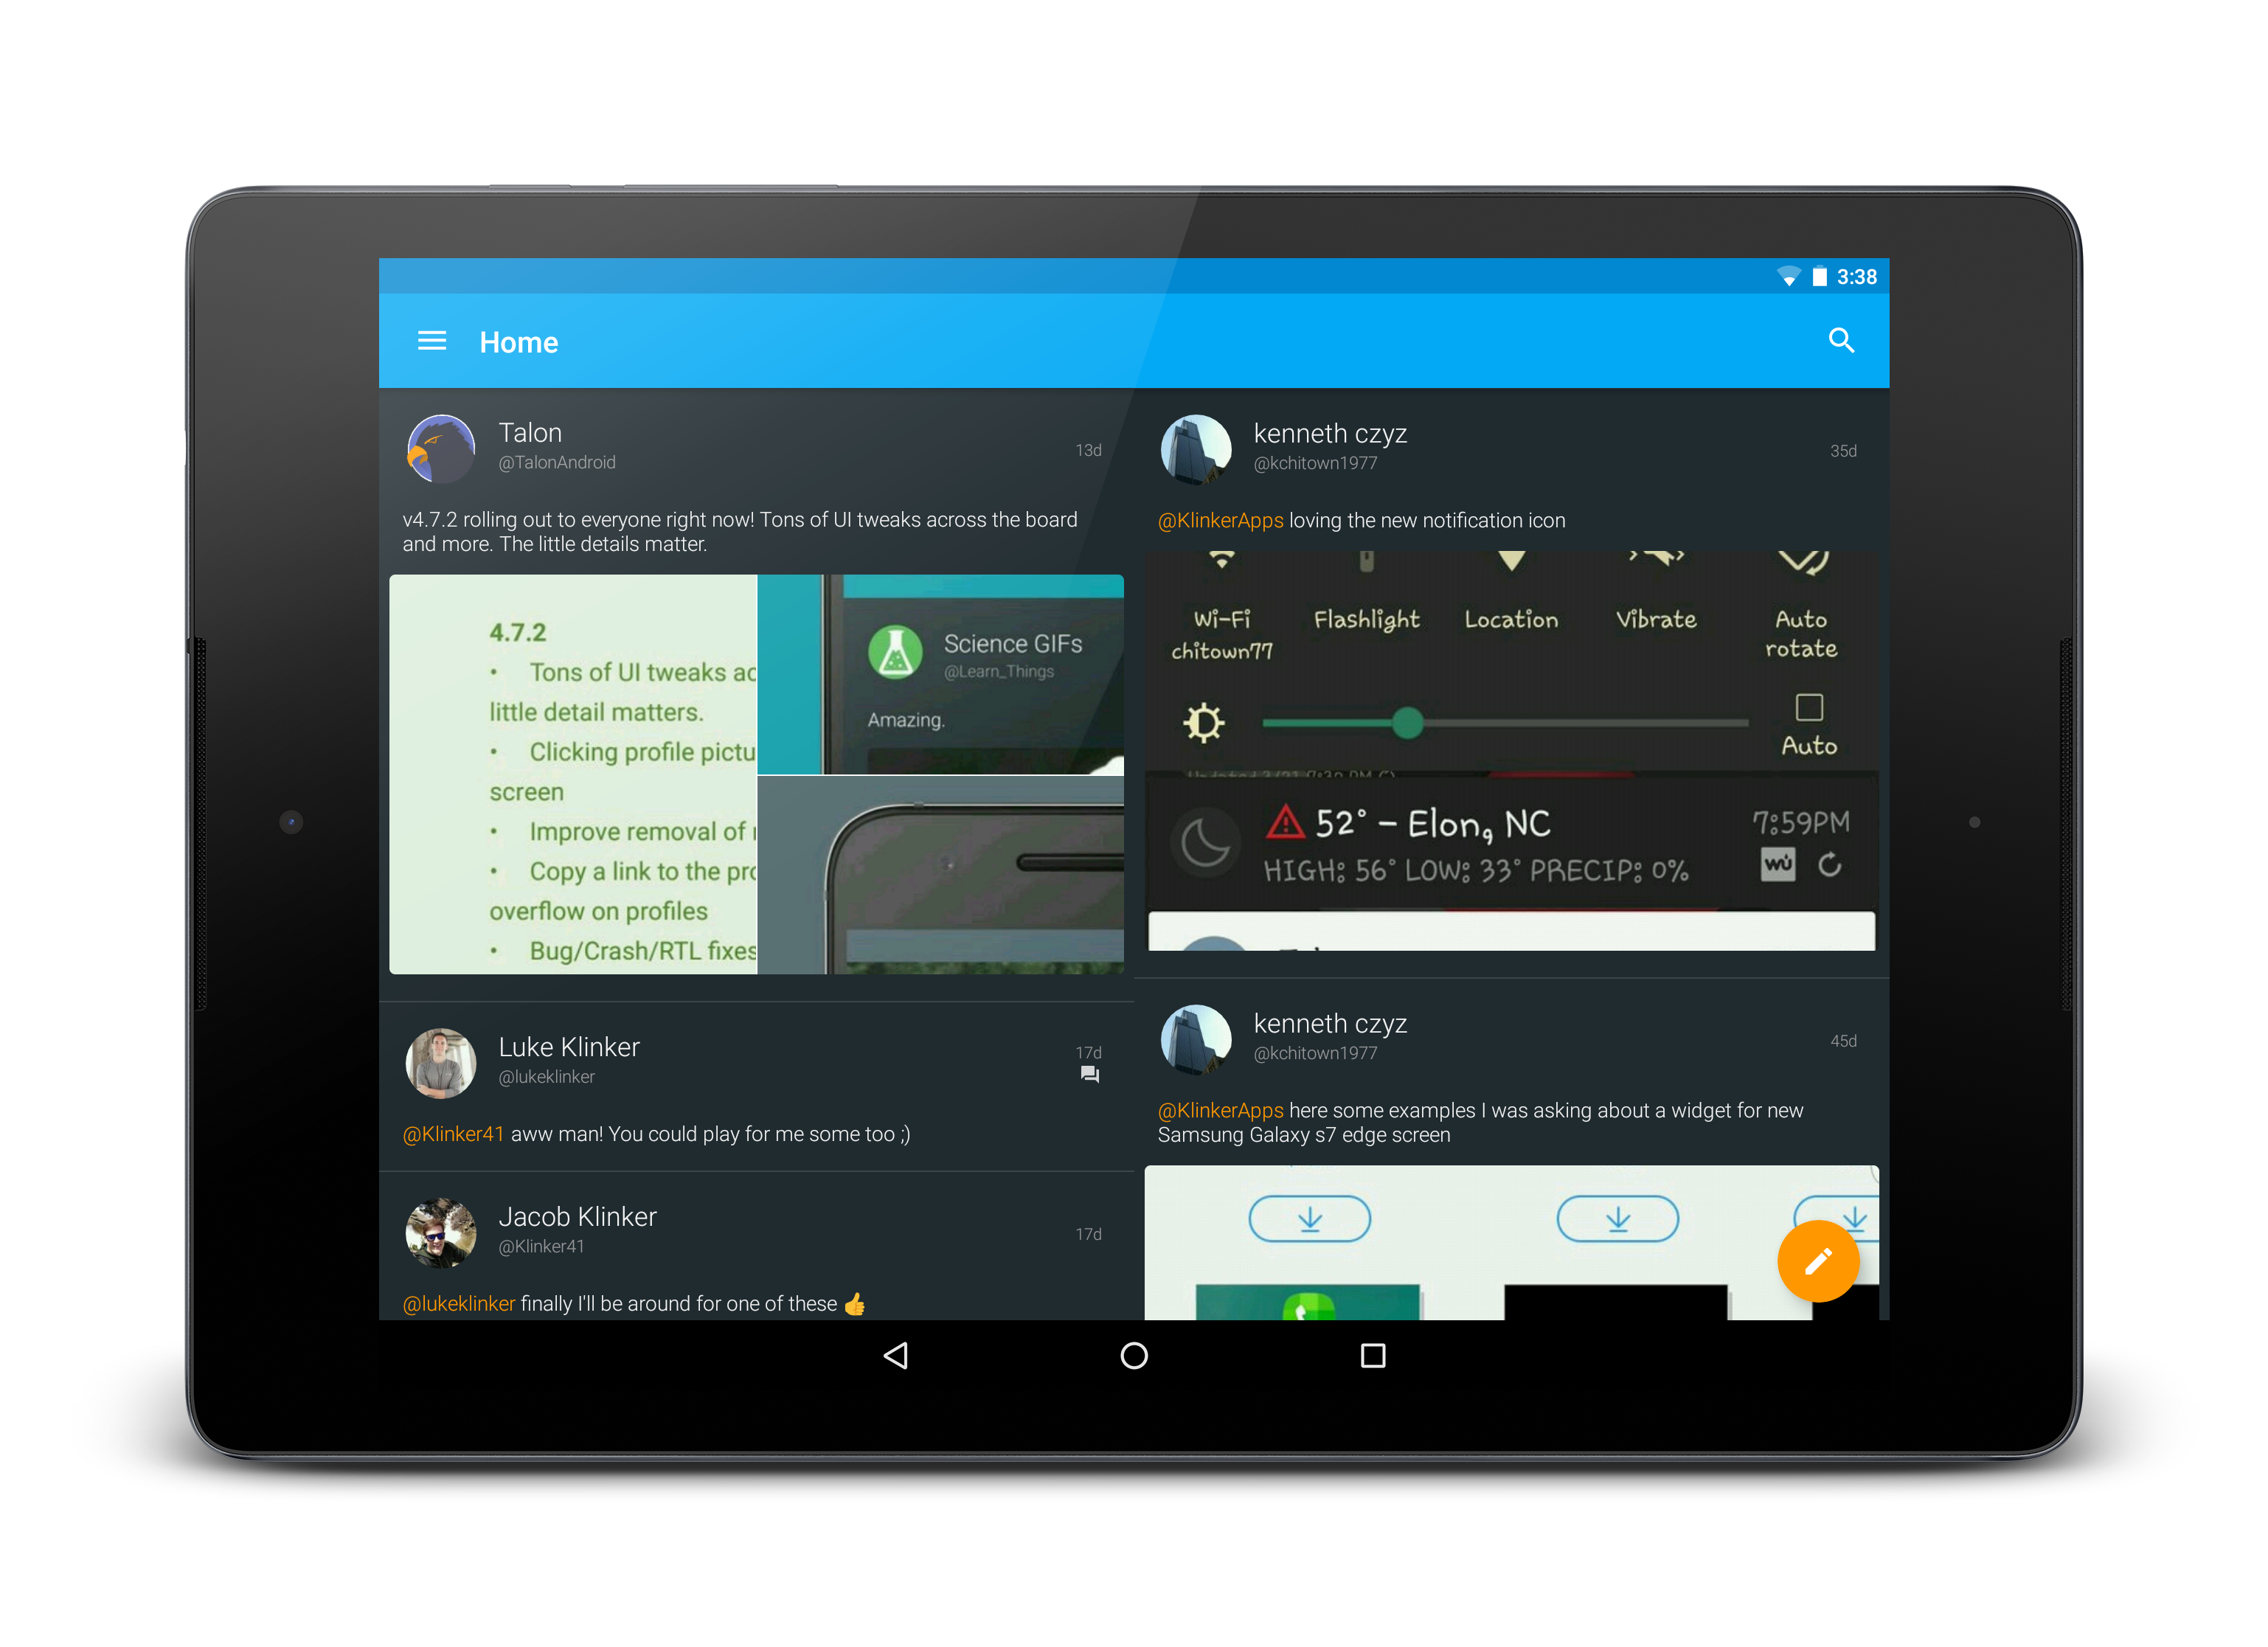 3:38
Home
Talon
@TalonAndroid
13d
v4.7.2 rolling out to everyone right now! Tons of UI tweaks across the board
and more. The little details matter.
4.7.2
• Tons of UI tweaks ac
little detail matters.
• Clicking profile pictu
screen
• Improve removal of
• Copy a link to the pro
overflow on profiles
• Bug/Crash/RTL fixes
Science GIFs
@Learn_Things
Amazing.
Luke Klinker
@lukeklinker
17d
@Klinker41 aww man! You could play for me some too ;)
Jacob Klinker
@Klinker41
17d
@lukeklinker finally I'll be around for one of these 👍
kenneth czyz
@kchitown1977
35d
@KlinkerApps loving the new notification icon
Wi-Fi Flashlight Location Vibrate Auto
chitown77 rotate
Auto
52° – Elon, NC
7:59PM
HIGH: 56° LOW: 33° PRECIP: 0%
wu
kenneth czyz
@kchitown1977
45d
@KlinkerApps here some examples I was asking about a widget for new
Samsung Galaxy s7 edge screen